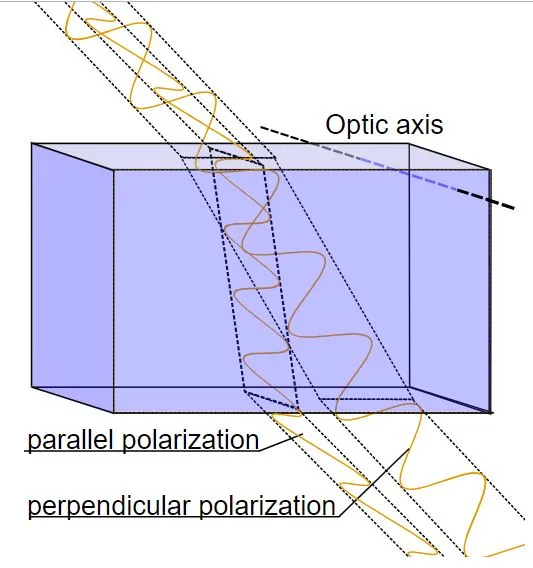 Optic axis
parallel polarization
perpendicular polarization